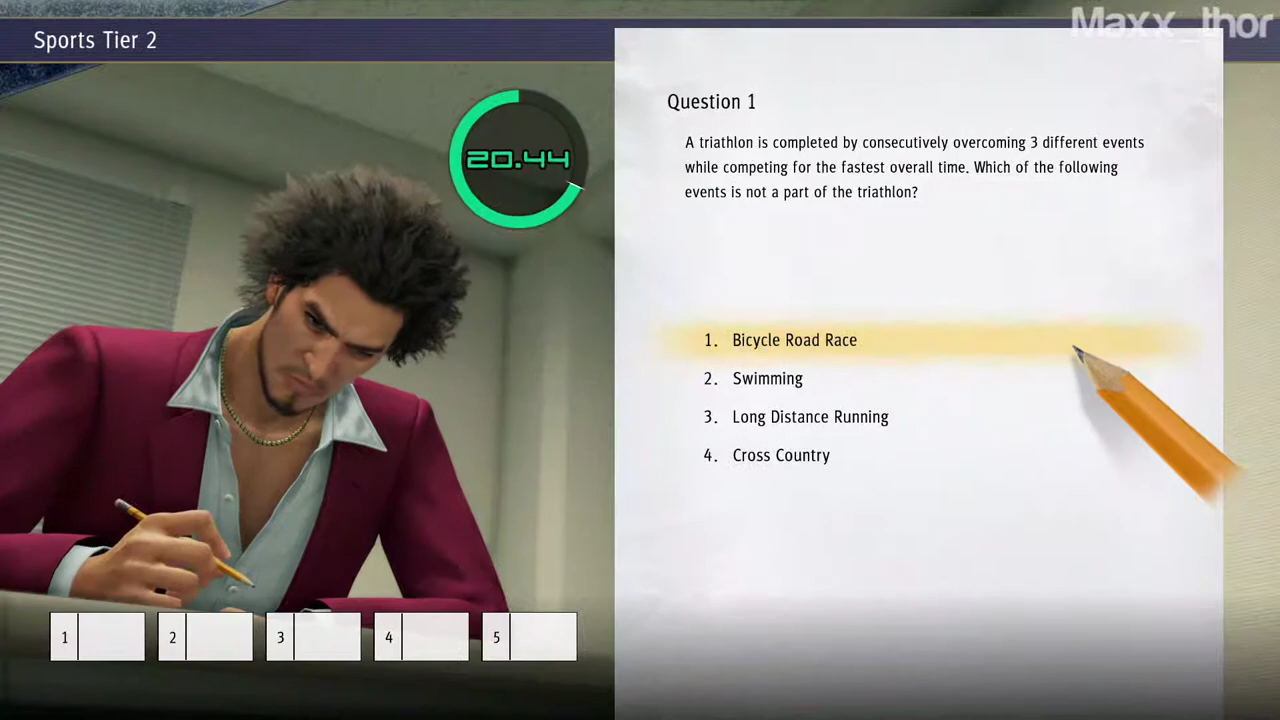 Maxx_thor
Sports Tier 2
20.44
Question 1
A triathlon is completed by consecutively overcoming 3 different events
while competing for the fastest overall time. Which of the following
events is not a part of the triathlon?
1. Bicycle Road Race
2. Swimming
3. Long Distance Running
4. Cross Country
1 2 3 4 5